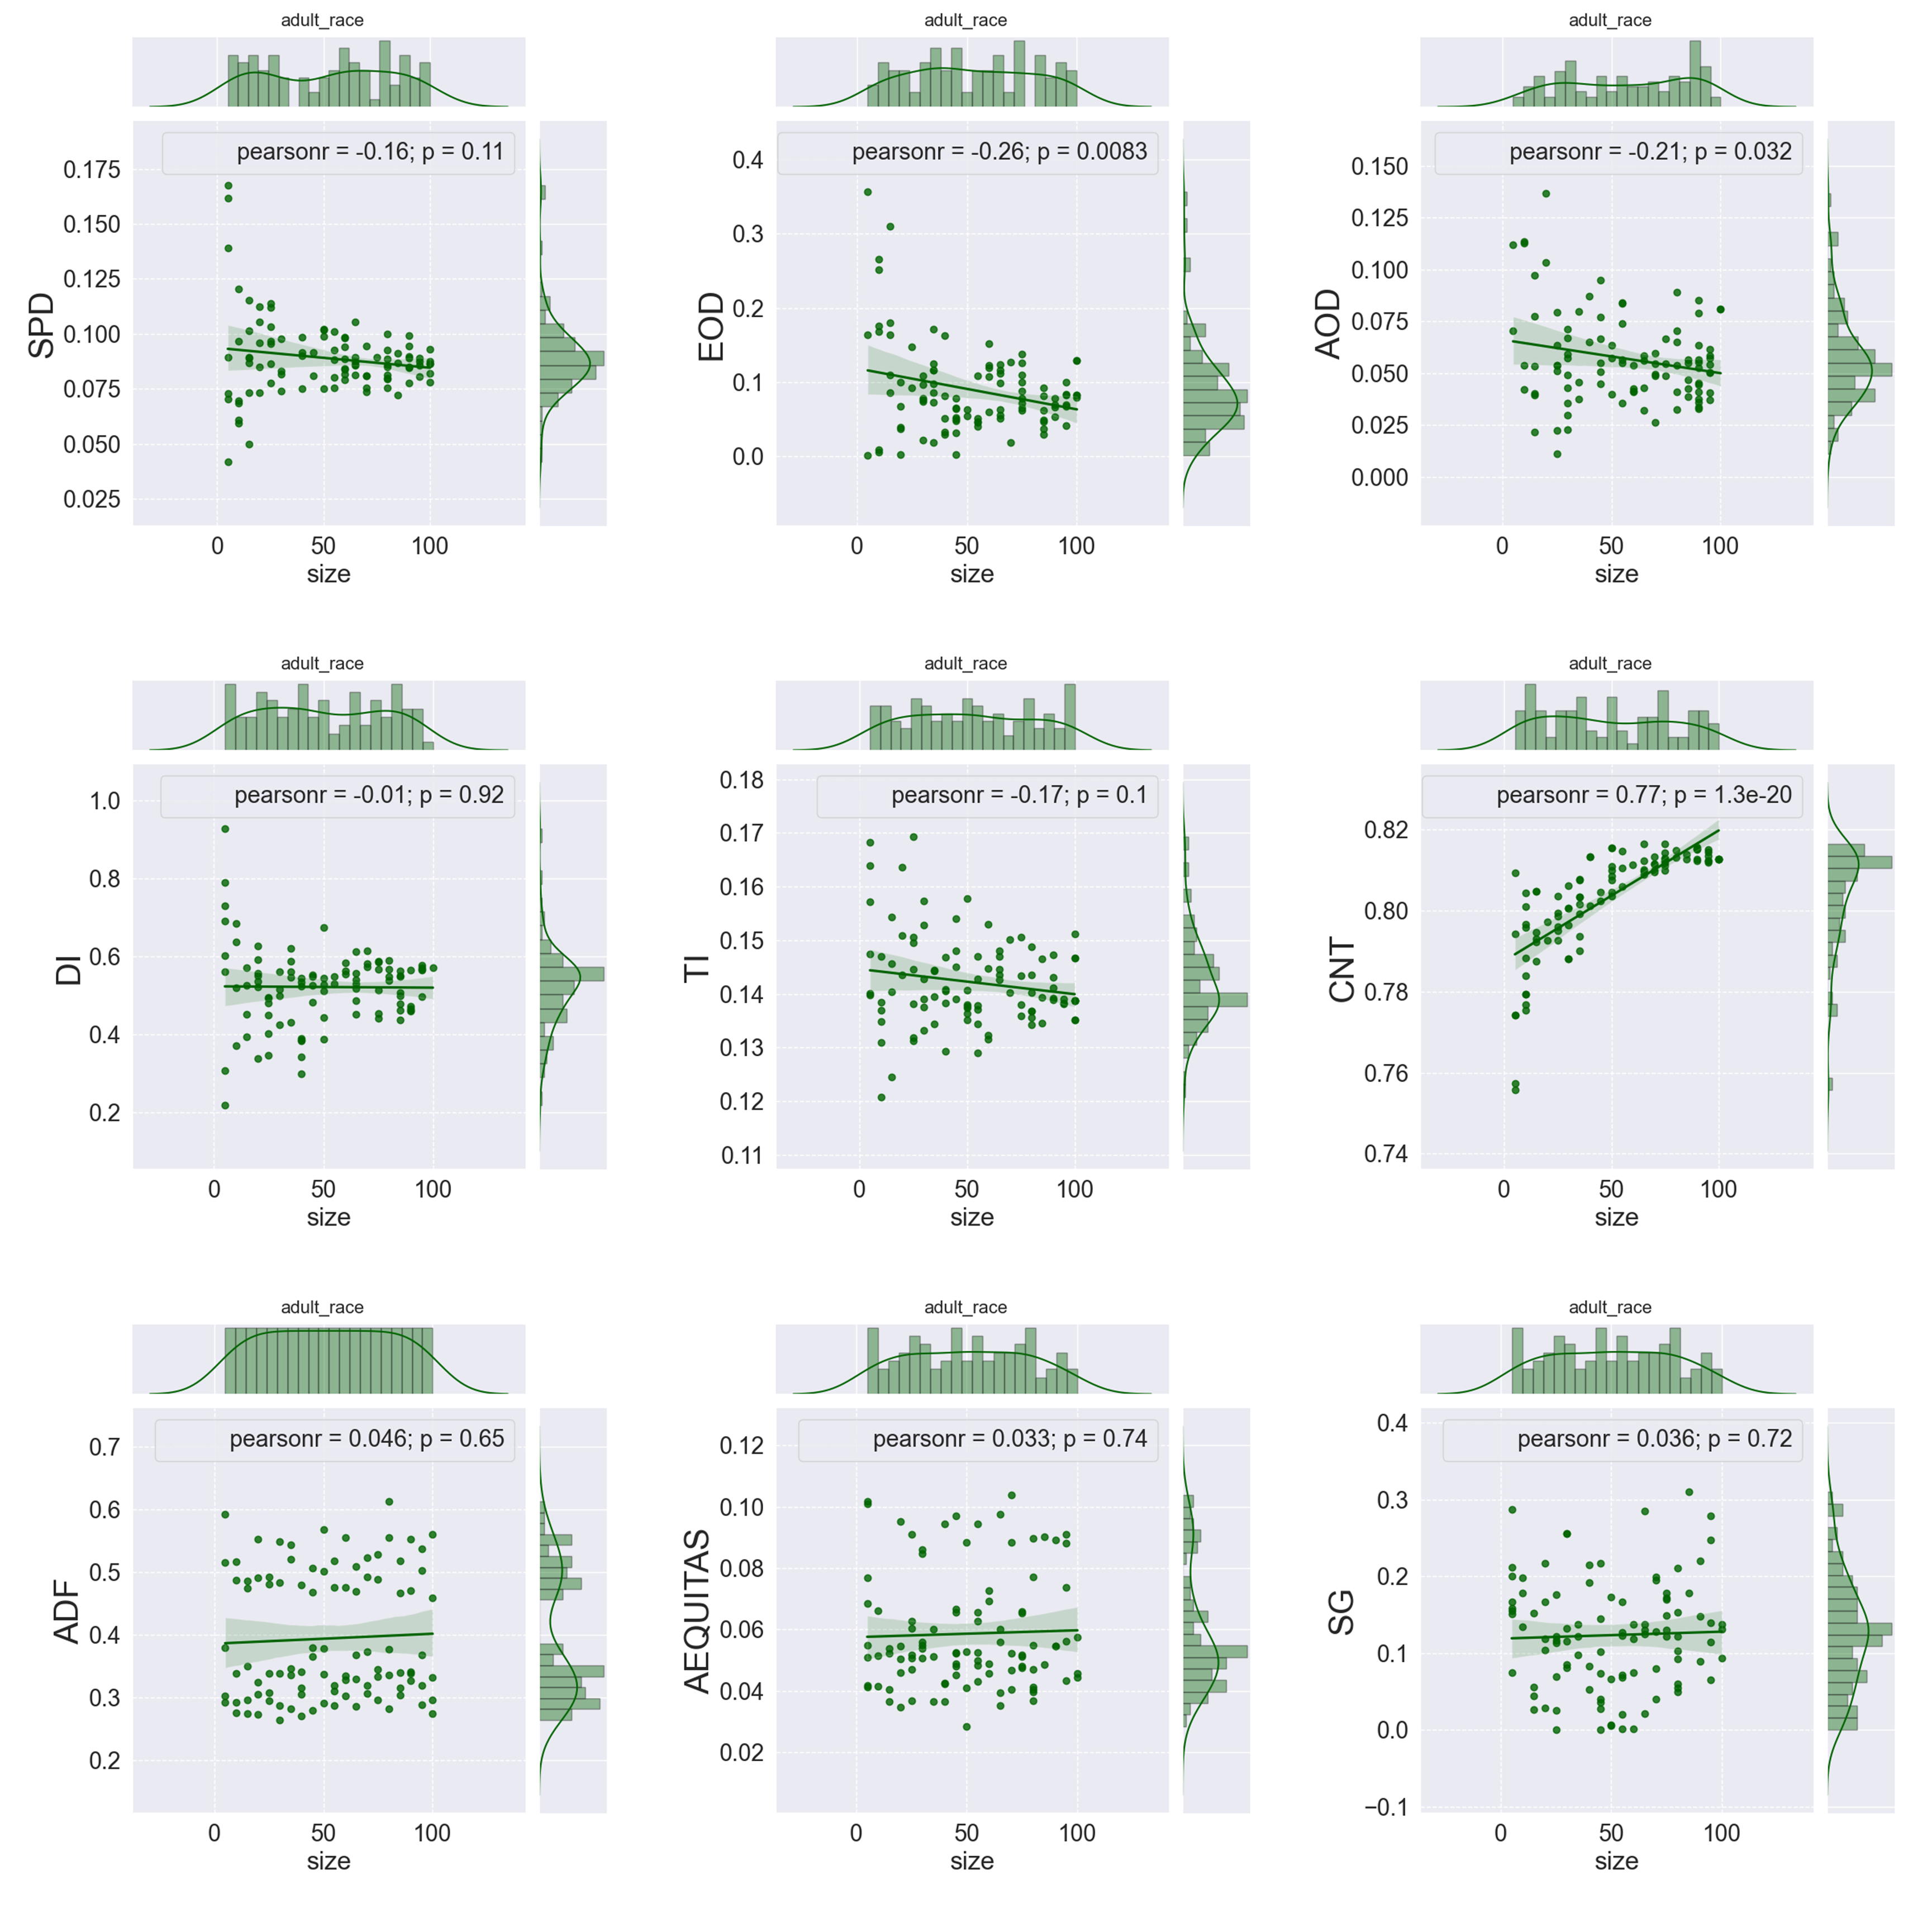 adult_race
pearsonr = -0.16; p = 0.11
SPD
0.175
0.150
0.125
0.100
0.075
0.050
0.025
0 50 100
size
adult_race
pearsonr = -0.26; p = 0.0083
EOD
0.4
0.3
0.2
0.1
0.0
0 50 100
size
adult_race
pearsonr = -0.21; p = 0.032
AOD
0.150
0.125
0.100
0.075
0.050
0.025
0.000
0 50 100
size
adult_race
pearsonr = -0.01; p = 0.92
DI
1.0
0.8
0.6
0.4
0.2
0 50 100
size
adult_race
pearsonr = -0.17; p = 0.1
TI
0.18
0.17
0.16
0.15
0.14
0.13
0.12
0.11
0 50 100
size
adult_race
pearsonr = 0.77; p = 1.3e-20
CNT
0.82
0.80
0.78
0.76
0.74
0 50 100
size
adult_race
pearsonr = 0.046; p = 0.65
ADF
0.7
0.6
0.5
0.4
0.3
0.2
0 50 100
size
adult_race
pearsonr = 0.033; p = 0.74
AEQUITAS
0.12
0.10
0.08
0.06
0.04
0.02
0 50 100
size
adult_race
pearsonr = 0.036; p = 0.72
SG
0.4
0.3
0.2
0.1
0.0
−0.1
0 50 100
size